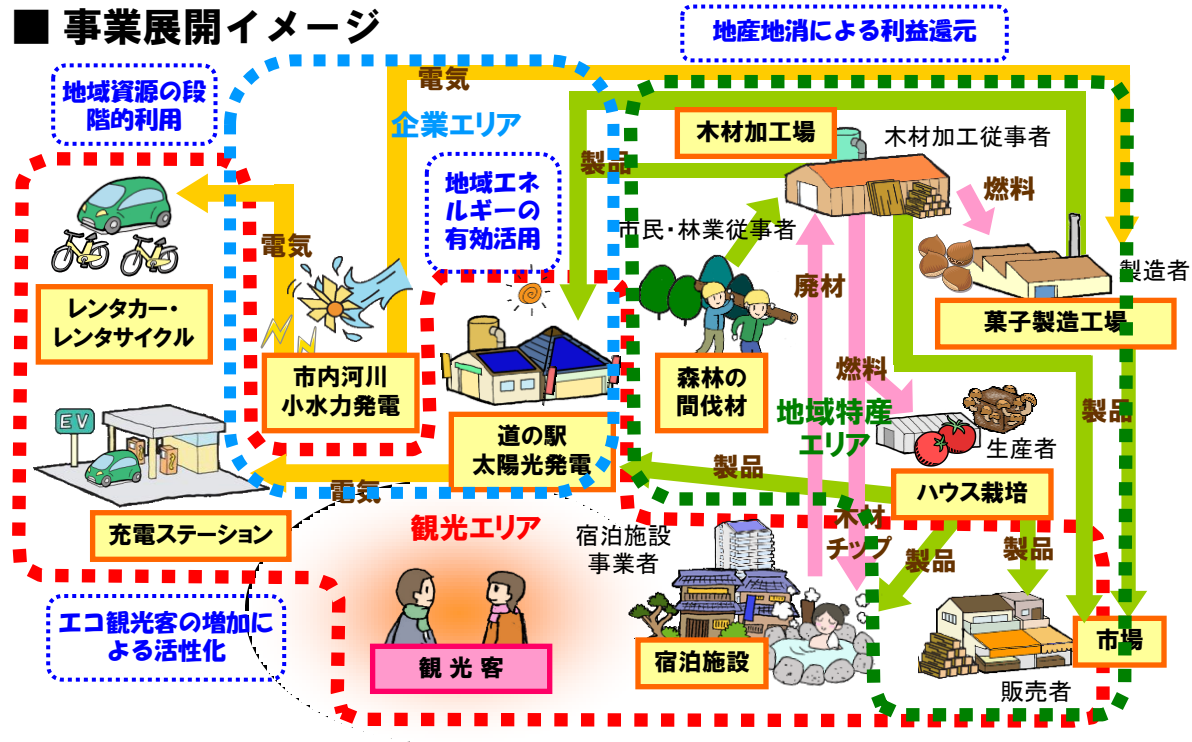 ■ 事業展開イメージ
地産地消による利益還元
地域資源の段
階的利用
電気
企業エリア
木材加工場
木材加工従事者
製品
燃料
地域エネ
ルギーの
有効活用
市民・林業従事者
電気
廃材
製造者
レンタカー・
レンタサイクル
菓子製造工場
市内河川
小水力発電
森林の
間伐材
燃料
地域特産
エリア
製品
EV
道の駅
太陽光発電
生産者
製品
電気
ハウス栽培
充電ステーション
観光エリア
宿泊施設
事業者
木材
チップ
製品
製品
エコ観光客の増加に
よる活性化
観光客
宿泊施設
市場
販売者